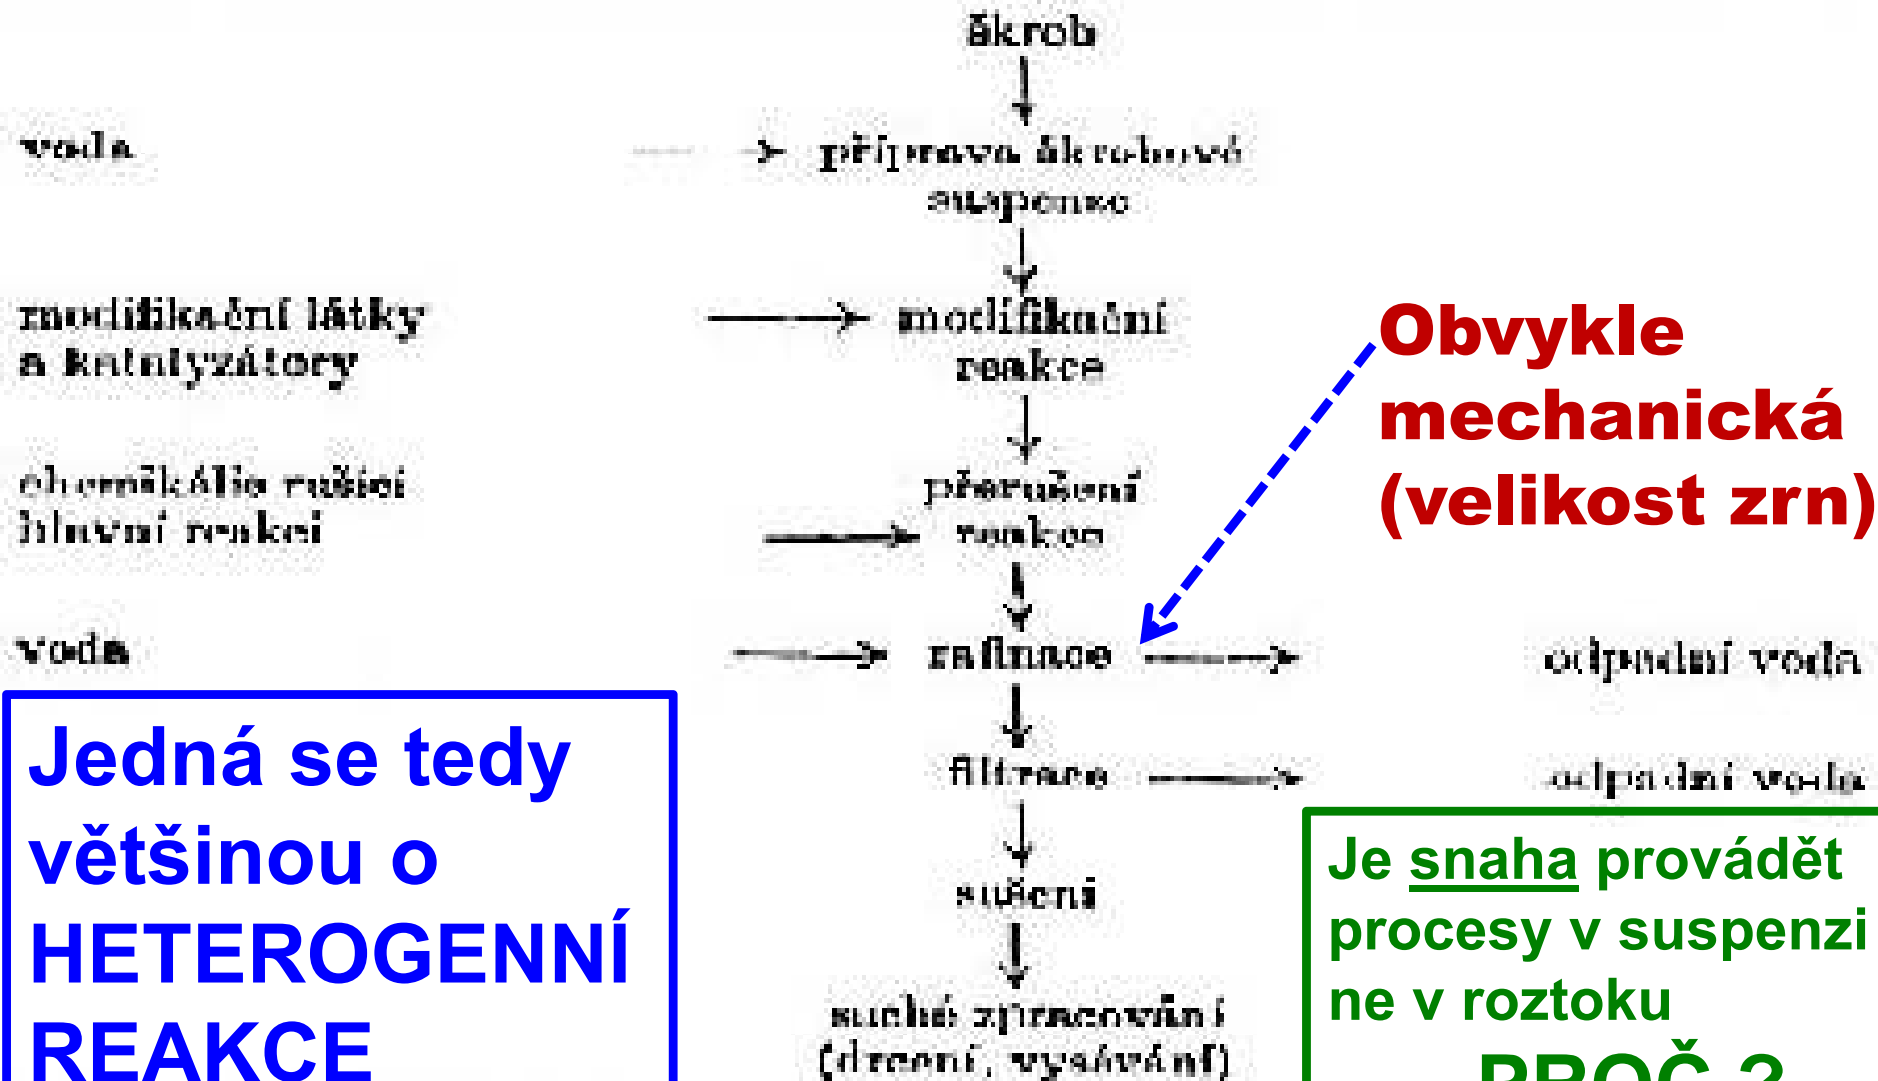 škrob
voda
příprava škrobové
suspenze
modifikační látky
a katalyzátory
modifikační
reakce
Obvykle
mechanická
(velikost zrn)
chemikálie rušící
hlavní reakci
přerušení
reakce
voda
rafinace
odpadní voda
filtrace
odpadní voda
sušení
suché zpracování
(drcení, vysávání)
Jedná se tedy
většinou o
HETEROGENNÍ
REAKCE
Je snaha provádět
procesy v suspenzi
ne v roztoku
PROČ ?